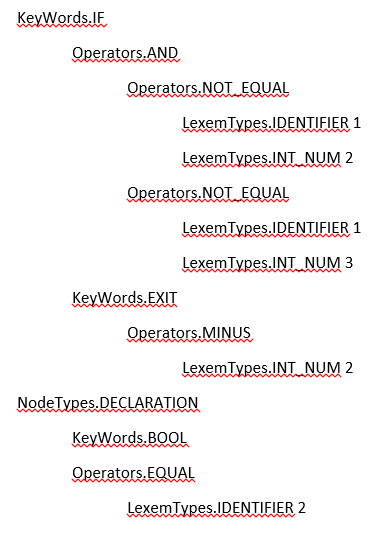 KeyWords.IF
Operators.AND
Operators.NOT_EQUAL
LexemTypes.IDENTIFIER 1
LexemTypes.INT_NUM 2
Operators.NOT_EQUAL
LexemTypes.IDENTIFIER 1
LexemTypes.INT_NUM 3
KeyWords.EXIT
Operators.MINUS
LexemTypes.INT_NUM 2
NodeTypes.DECLARATION
KeyWords.BOOL
Operators.EQUAL
LexemTypes.IDENTIFIER 2